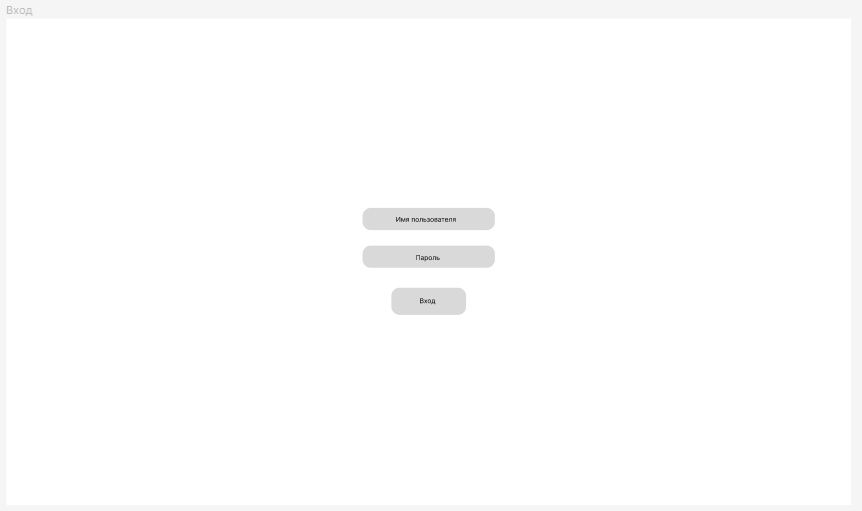 Вход
Имя пользователя
Пароль
Вход